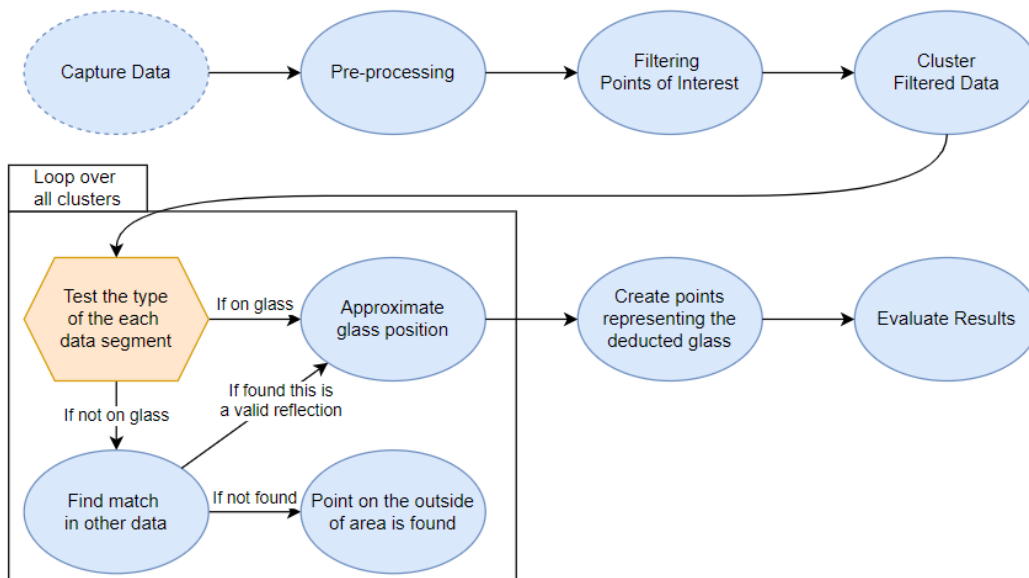 Capture Data
Pre-processing
Filtering
Points of Interest
Cluster
Filtered Data
Loop over
all clusters
Test the type
of the each
data segment
If on glass
Approximate
glass position
Create points
representing the
deducted glass
Evaluate Results
If found this is
a valid reflection
If not on glass
Find match
in other data
If not found
Point on the outside
of area is found